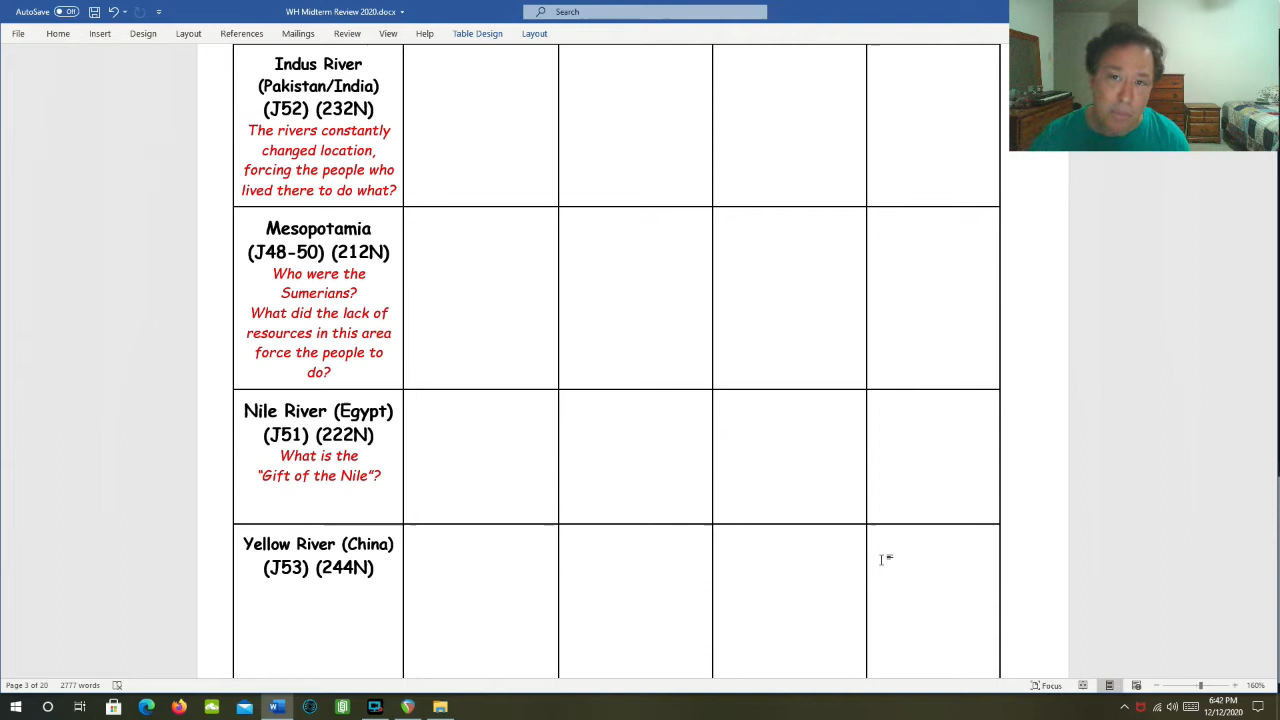 AutoSave Off
WH Midterm Review 2020.docx
Search
File Home Insert Design Layout References Mailings Review View Help Table Design Layout
Indus River
(Pakistan/India)
(J52) (232N)
The rivers constantly
changed location,
forcing the people who
lived there to do what?
Mesopotamia
(J48-50) (212N)
Who were the
Sumerians?
What did the lack of
resources in this area
force the people to
do?
Nile River (Egypt)
(J51) (222N)
What is the
“Gift of the Nile”?
Yellow River (China)
(J53) (244N)
Page 3 of 20 2777 words Focus 160%
6:42 PM
12/12/2020